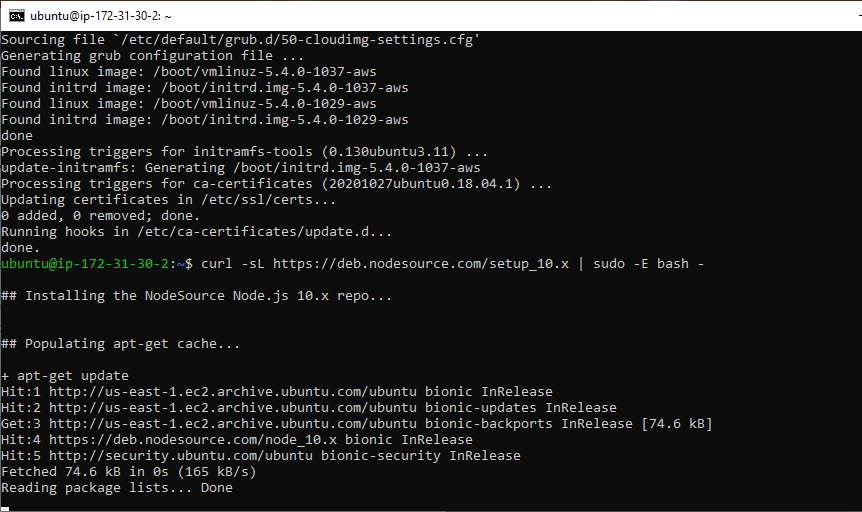 ubuntu@ip-172-31-30-2: ~
Sourcing file `/etc/default/grub.d/50-cloudimg-settings.cfg'
Generating grub configuration file ...
Found linux image: /boot/vmlinuz-5.4.0-1037-aws
Found initrd image: /boot/initrd.img-5.4.0-1037-aws
Found linux image: /boot/vmlinuz-5.4.0-1029-aws
Found initrd image: /boot/initrd.img-5.4.0-1029-aws
done
Processing triggers for initramfs-tools (0.130ubuntu3.11) ...
update-initramfs: Generating /boot/initrd.img-5.4.0-1037-aws
Processing triggers for ca-certificates (20201027ubuntu0.18.04.1) ...
Updating certificates in /etc/ssl/certs...
0 added, 0 removed; done.
Running hooks in /etc/ca-certificates/update.d...
done.
ubuntu@ip-172-31-30-2:~$ curl -sL https://deb.nodesource.com/setup_10.x | sudo -E bash -
## Installing the NodeSource Node.js 10.x repo...
## Populating apt-get cache...
+ apt-get update
Hit:1 http://us-east-1.ec2.archive.ubuntu.com/ubuntu bionic InRelease
Hit:2 http://us-east-1.ec2.archive.ubuntu.com/ubuntu bionic-updates InRelease
Get:3 http://us-east-1.ec2.archive.ubuntu.com/ubuntu bionic-backports InRelease [74.6 kB]
Hit:4 https://deb.nodesource.com/node_10.x bionic InRelease
Hit:5 http://security.ubuntu.com/ubuntu bionic-security InRelease
Fetched 74.6 kB in 0s (165 kB/s)
Reading package lists... Done